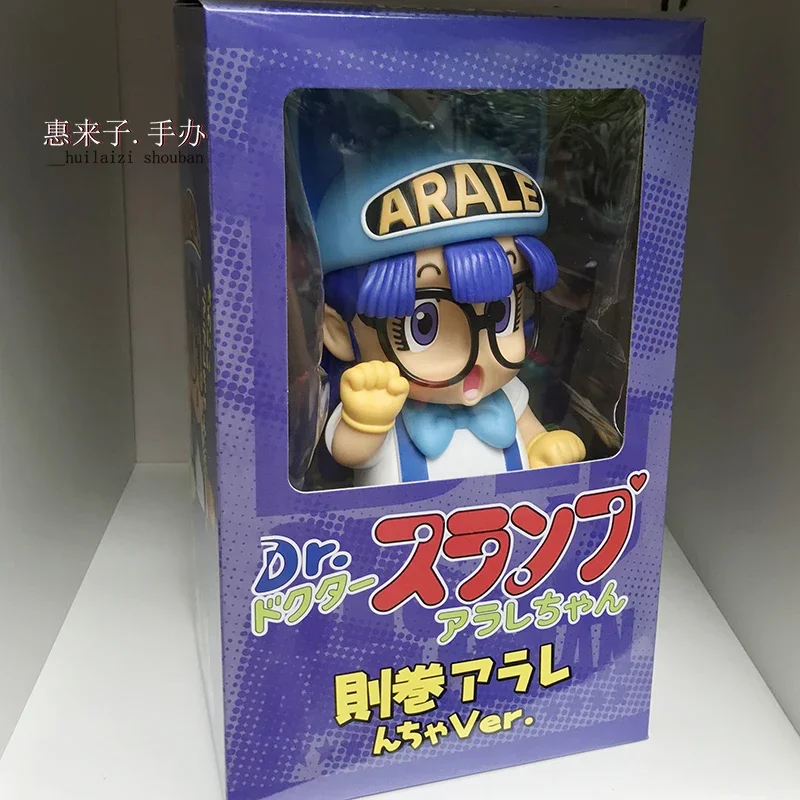 惠来子.手办
huilaizi shouban
ARALE
Dr.スランプ
ドクター
アラレちゃん
則巻アラレ
んちゃVer.